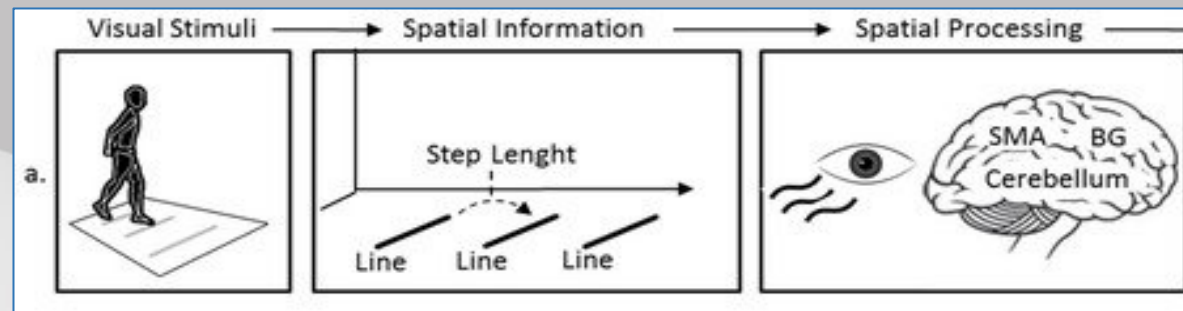 Visual Stimuli
Spatial Information
Spatial Processing
a.
Step Lenght
Line
Line
Line
SMA
BG
Cerebellum